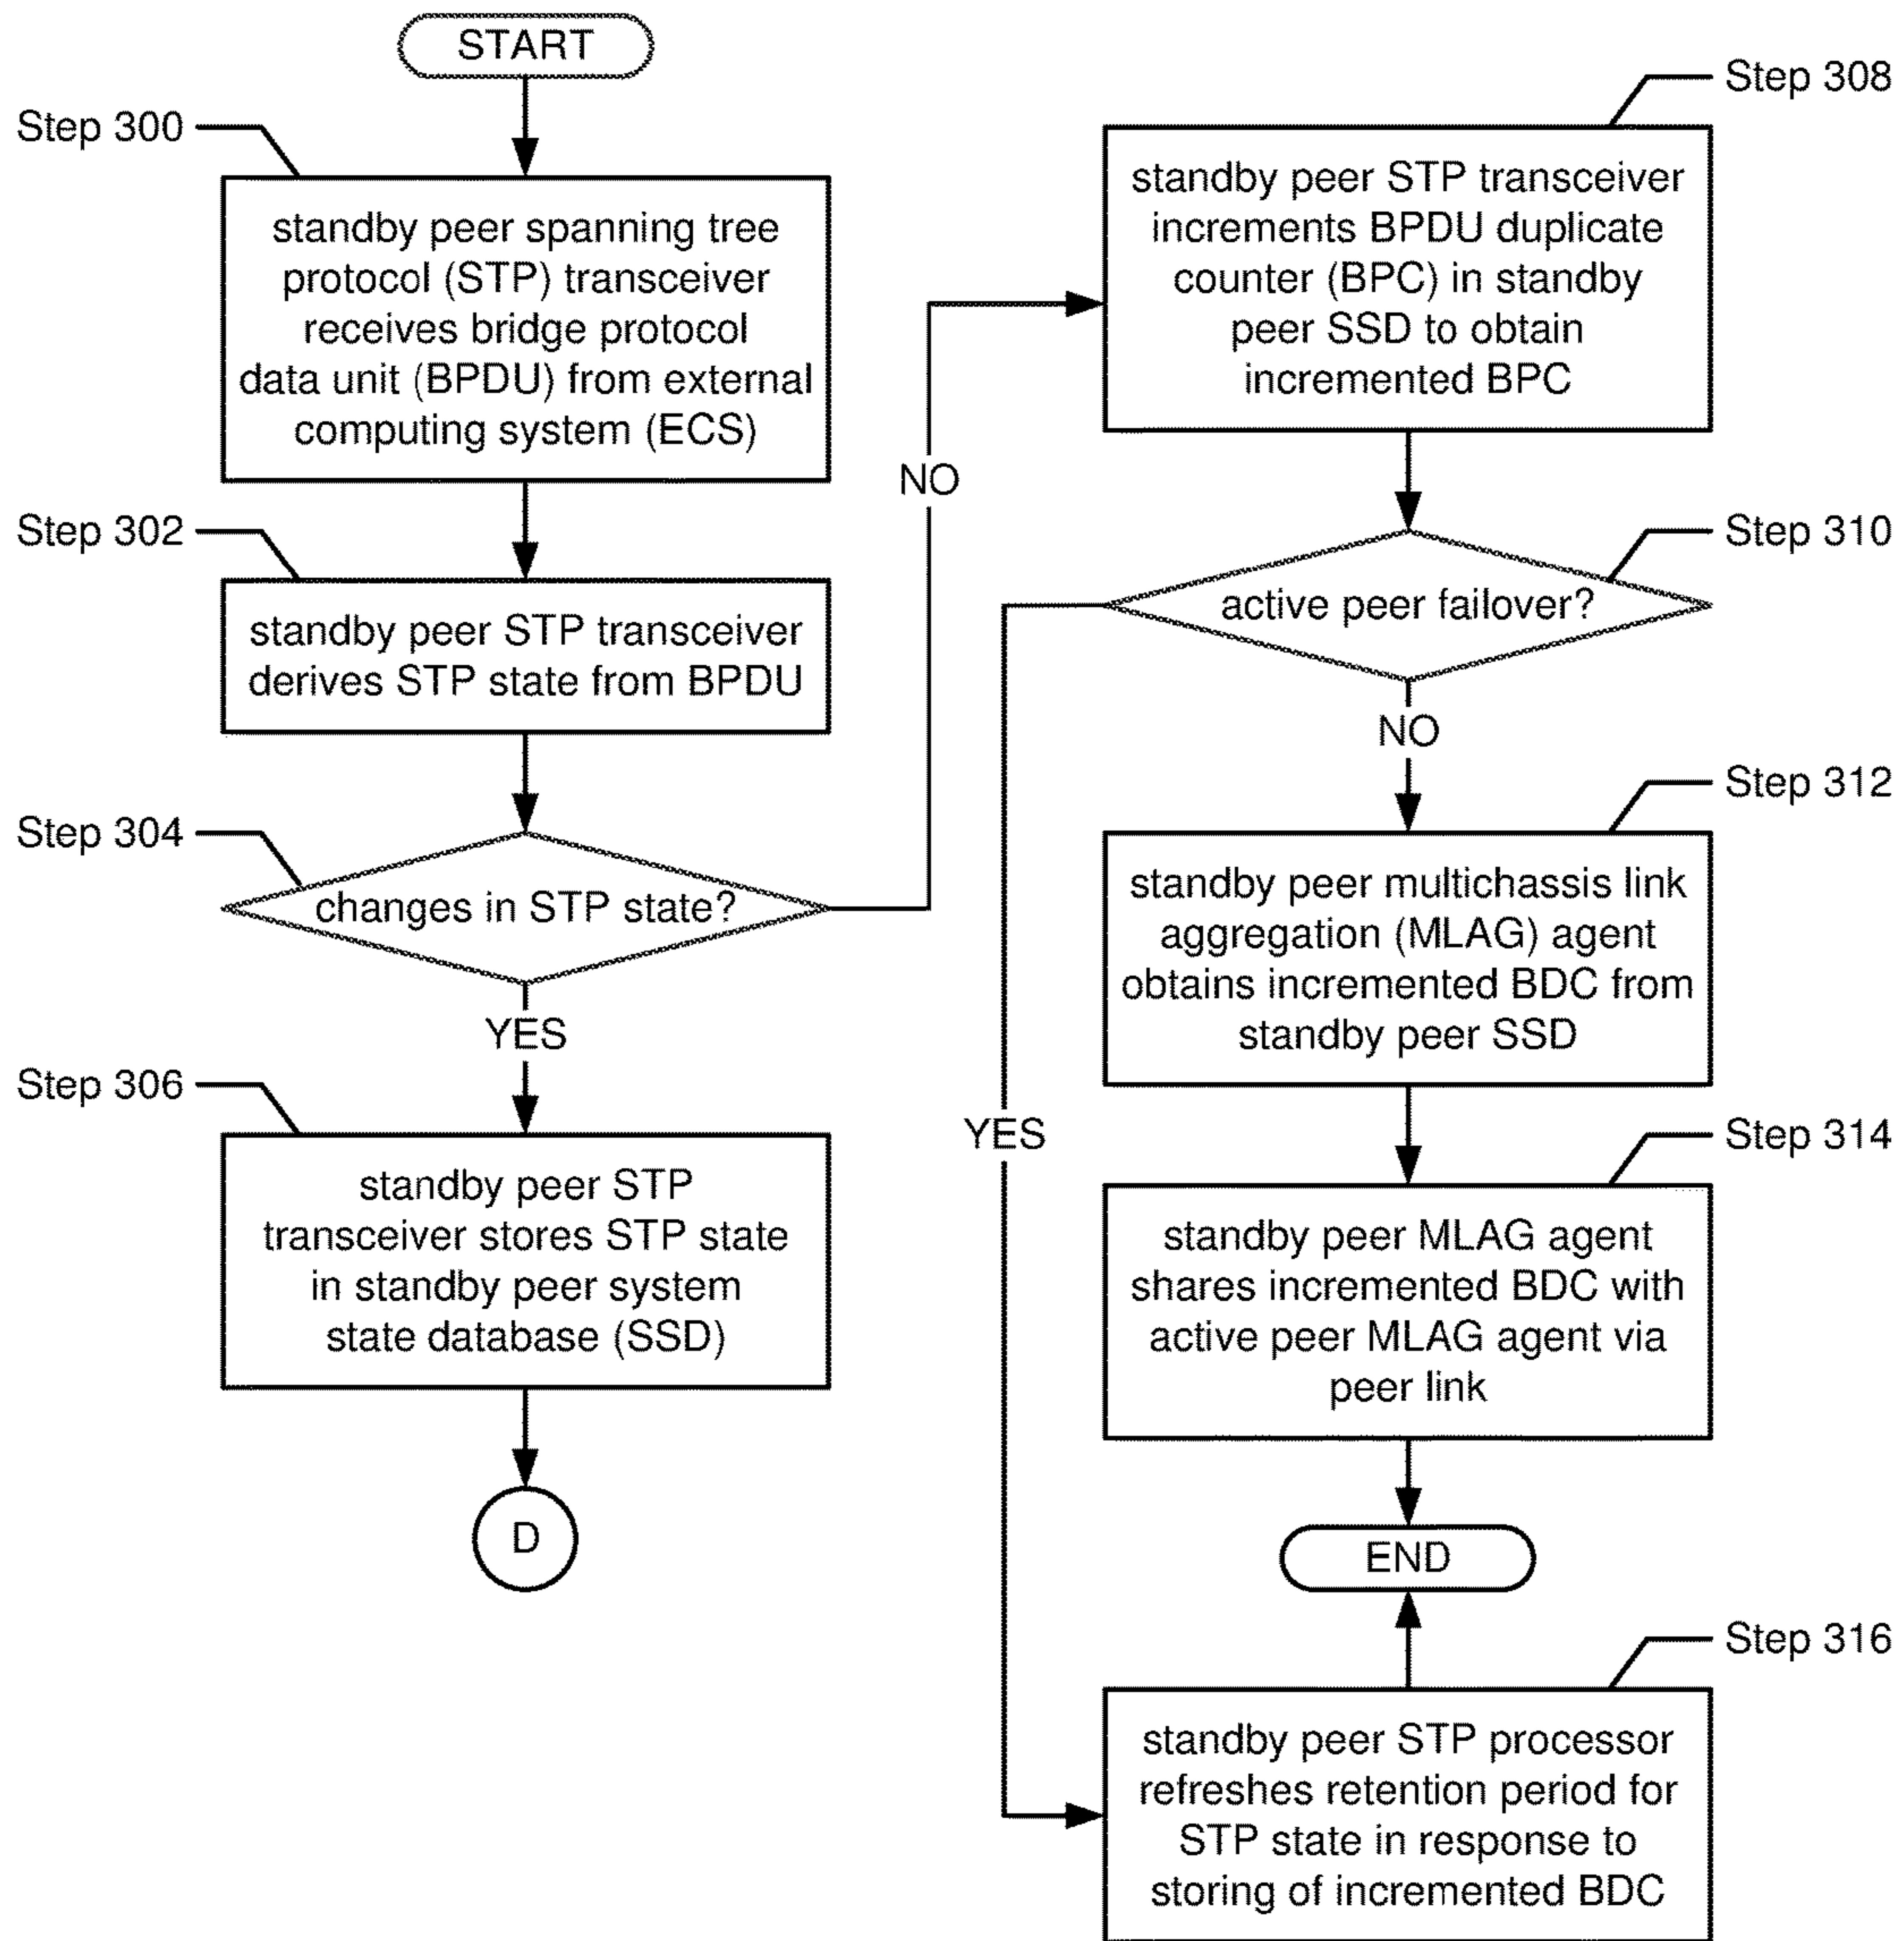 START
Step 300
standby peer spanning tree
protocol (STP) transceiver
receives bridge protocol
data unit (BPDU) from external
computing system (ECS)
Step 302
standby peer STP transceiver
derives STP state from BPDU
Step 304
changes in STP state?
NO
YES
Step 306
standby peer STP
transceiver stores STP state
in standby peer system
state database (SSD)
D
Step 308
standby peer STP transceiver
increments BPDU duplicate
counter (BPC) in standby
peer SSD to obtain
incremented BPC
Step 310
active peer failover?
NO
YES
Step 312
standby peer multichassis link
aggregation (MLAG) agent
obtains incremented BDC from
standby peer SSD
Step 314
standby peer MLAG agent
shares incremented BDC with
active peer MLAG agent via
peer link
END
Step 316
standby peer STP processor
refreshes retention period for
STP state in response to
storing of incremented BDC